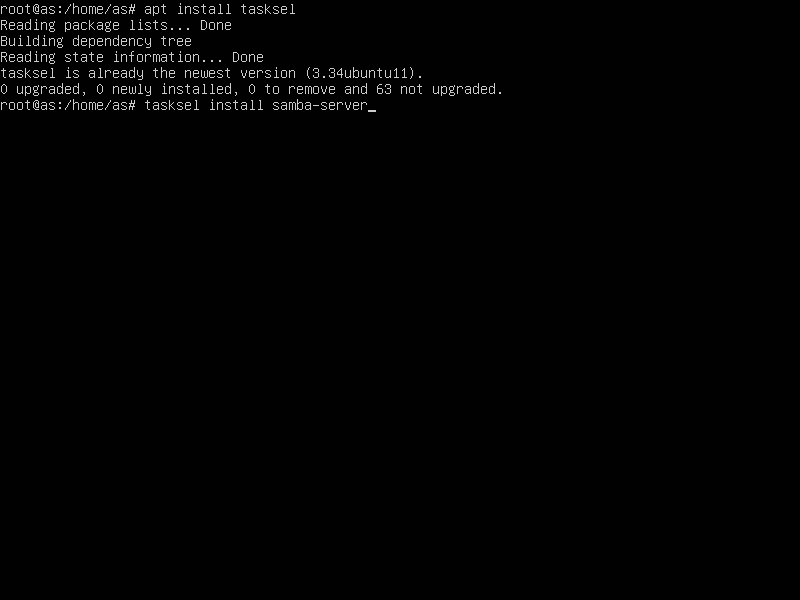 root@as:/home/as# apt install tasksel
Reading package lists... Done
Building dependency tree
Reading state information... Done
tasksel is already the newest version (3.34ubuntu11).
0 upgraded, 0 newly installed, 0 to remove and 63 not upgraded.
root@as:/home/as# tasksel install samba-server_